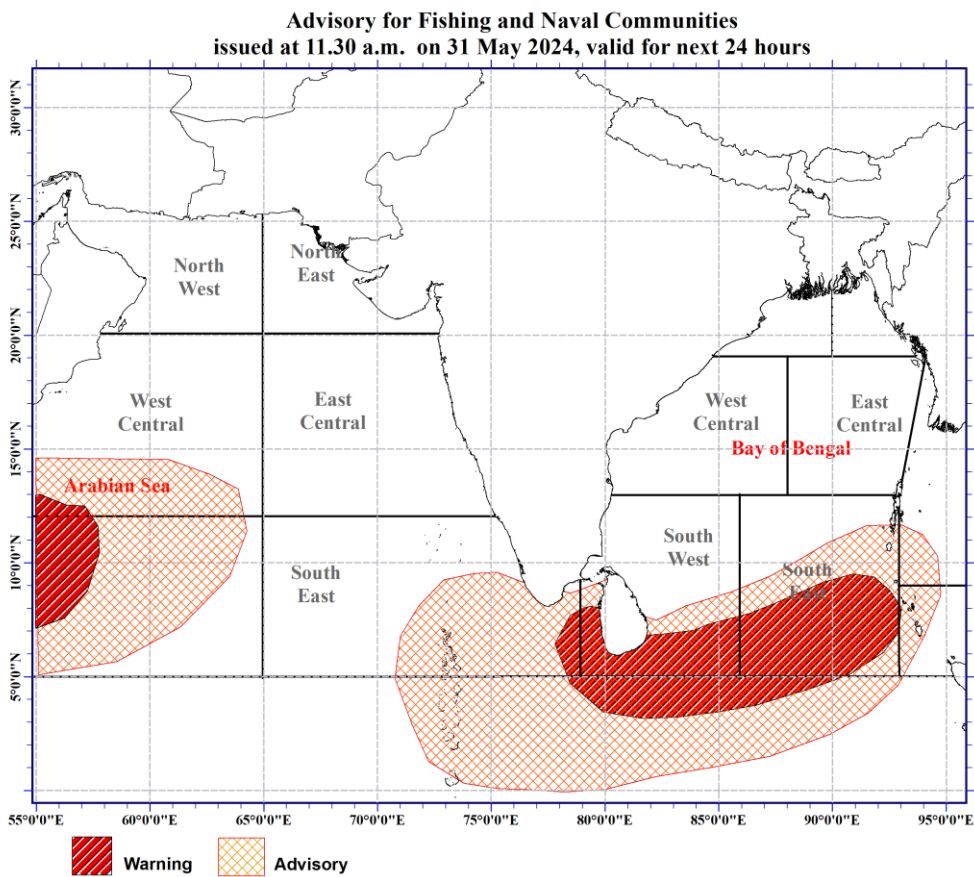 Advisory for Fishing and Naval Communities
issued at 11.30 a.m. on 31 May 2024, valid for next 24 hours
30°0'0"N
25°0'0"N
20°0'0"N
15°0'0"N
10°0'0"N
5°0'0"N
North
West
North
East
West
Central
East
Central
Arabian Sea
South
East
West
Central
East
Central
Bay of Bengal
South
West
South
East
55°0'0"E
60°0'0"E
65°0'0"E
70°0'0"E
75°0'0"E
80°0'0"E
85°0'0"E
90°0'0"E
95°0'0"E
Warning
Advisory